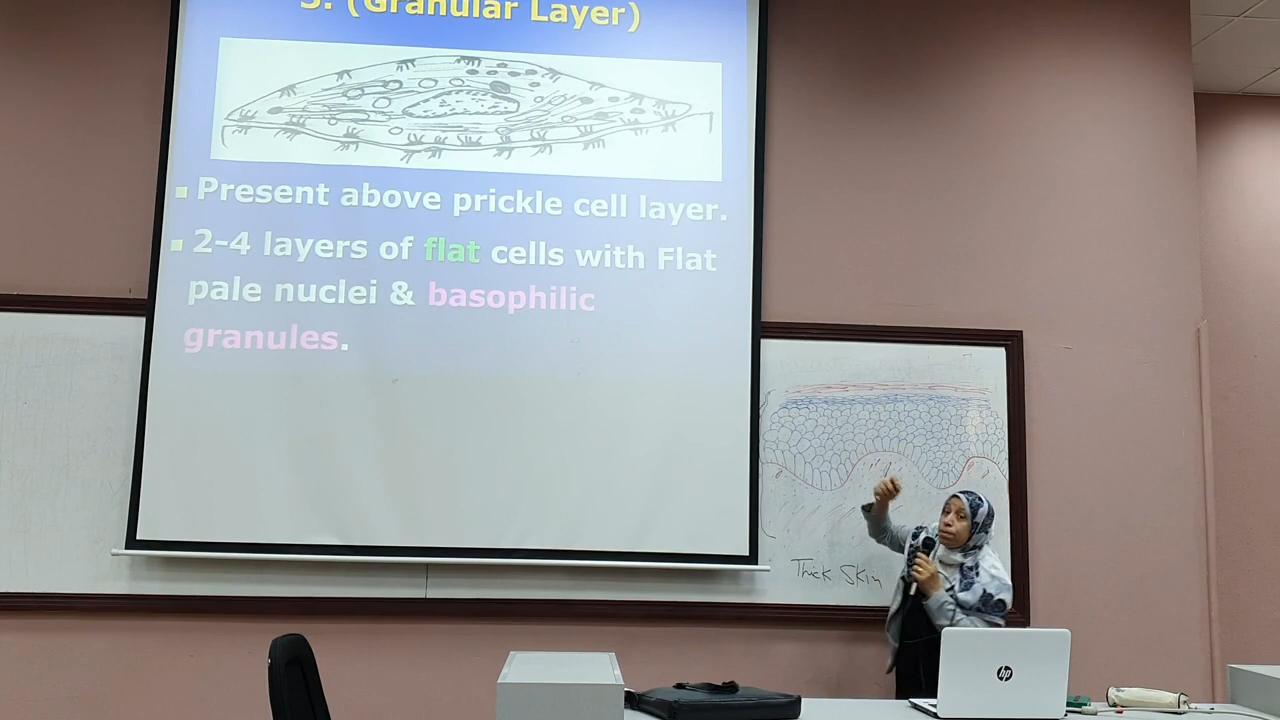 3. (Granular Layer)
Present above prickle cell layer.
2-4 layers of flat cells with Flat
pale nuclei & basophilic
granules.
Thick Skin
hp